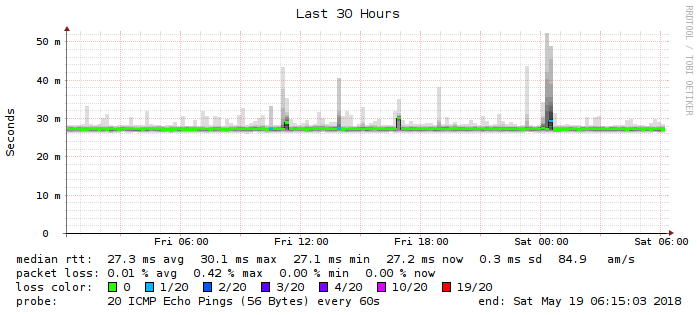 Last 30 Hours
RRDTOOL / TOBI OETIKER
Seconds
50 m
40 m
30 m
20 m
10 m
0
Fri 06:00 Fri 12:00 Fri 18:00 Sat 00:00 Sat 06:00
median rtt: 27.3 ms avg 30.1 ms max 27.1 ms min 27.2 ms now 0.3 ms sd 84.9 am/s
packet loss: 0.01 % avg 0.42 % max 0.00 % min 0.00 % now
loss color: 0 1/20 2/20 3/20 4/20 10/20 19/20
probe: 20 ICMP Echo Pings (56 Bytes) every 60s end: Sat May 19 06:15:03 2018